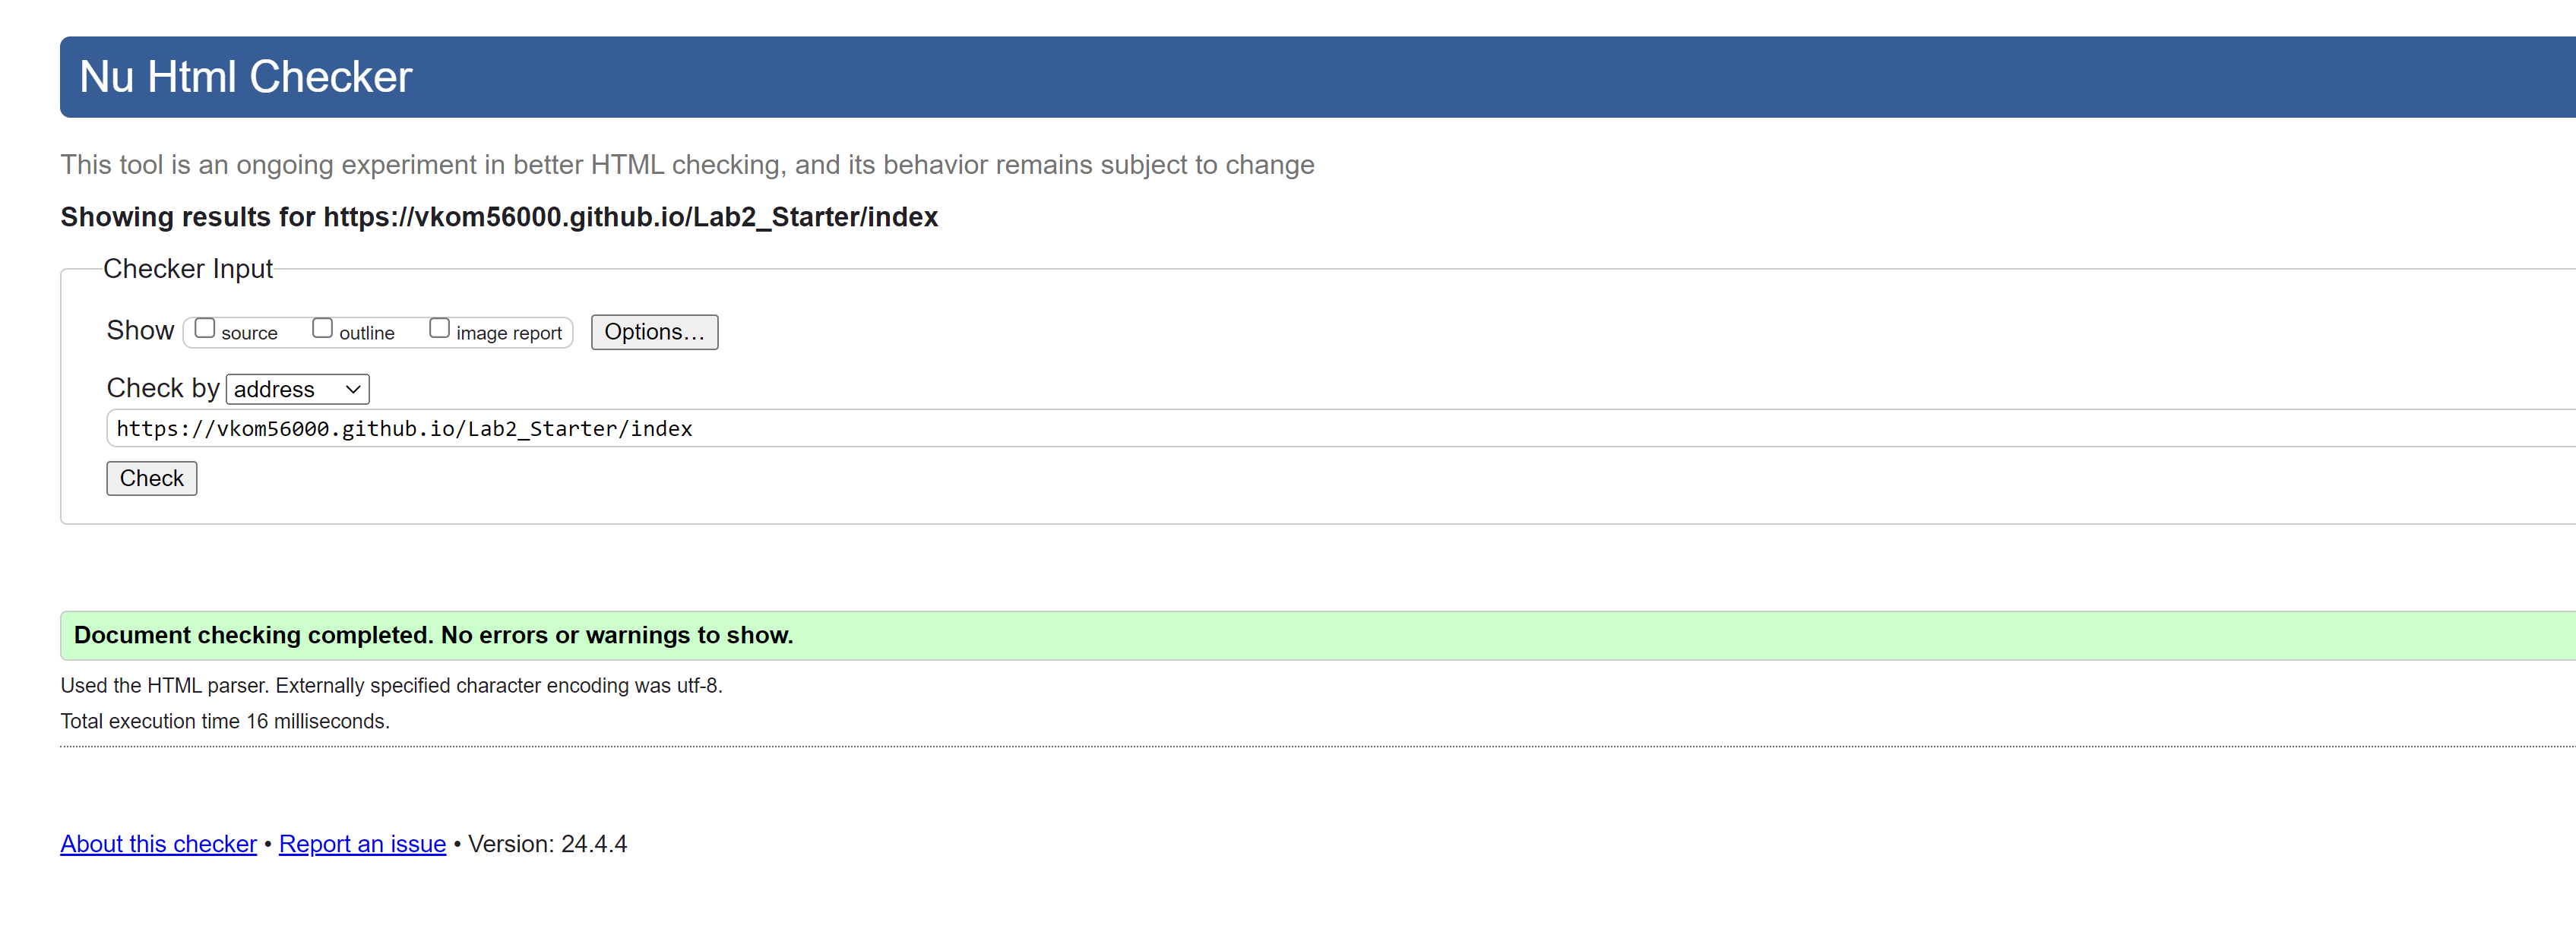 Nu Html Checker
This tool is an ongoing experiment in better HTML checking, and its behavior remains subject to change
Showing results for https://vkom56000.github.io/Lab2_Starter/index
Checker Input
Show source outline image report Options...
Check by address
https://vkom56000.github.io/Lab2_Starter/index
Check
Document checking completed. No errors or warnings to show.
Used the HTML parser. Externally specified character encoding was utf-8.
Total execution time 16 milliseconds.
About this checker • Report an issue • Version: 24.4.4